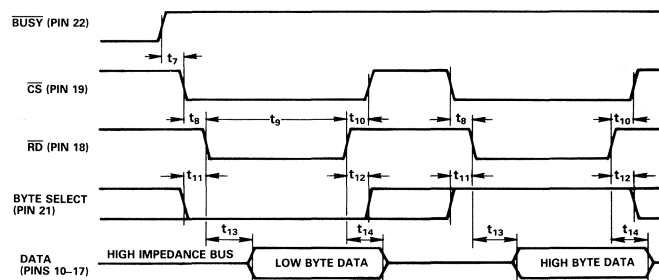 BUSY (PIN 22)
t7
CS (PIN 19)
t8 t9 t10 t8 t10
RD (PIN 18)
t11 t12 t11 t12
BYTE SELECT
(PIN 21)
t13 t14 t13 t14
DATA
(PINS 10–17)
HIGH IMPEDANCE BUS LOW BYTE DATA HIGH BYTE DATA